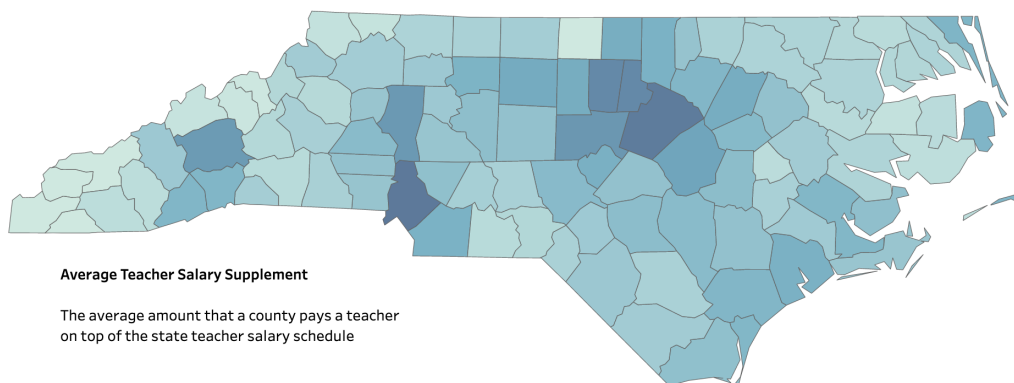 Average Teacher Salary Supplement
The average amount that a county pays a teacher
on top of the state teacher salary schedule